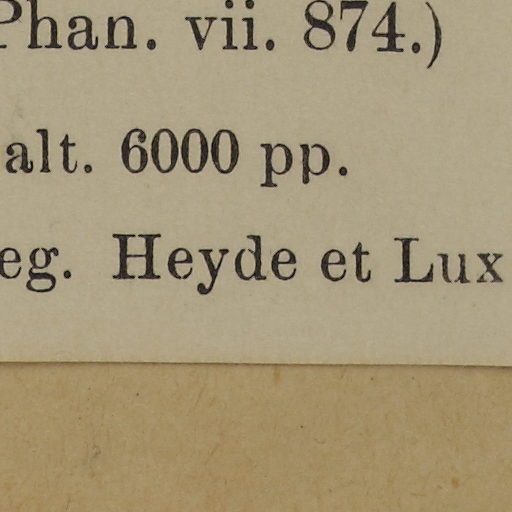 Phan. vii. 874.)
alt. 6000 pp.
eg. Heyde et Lux